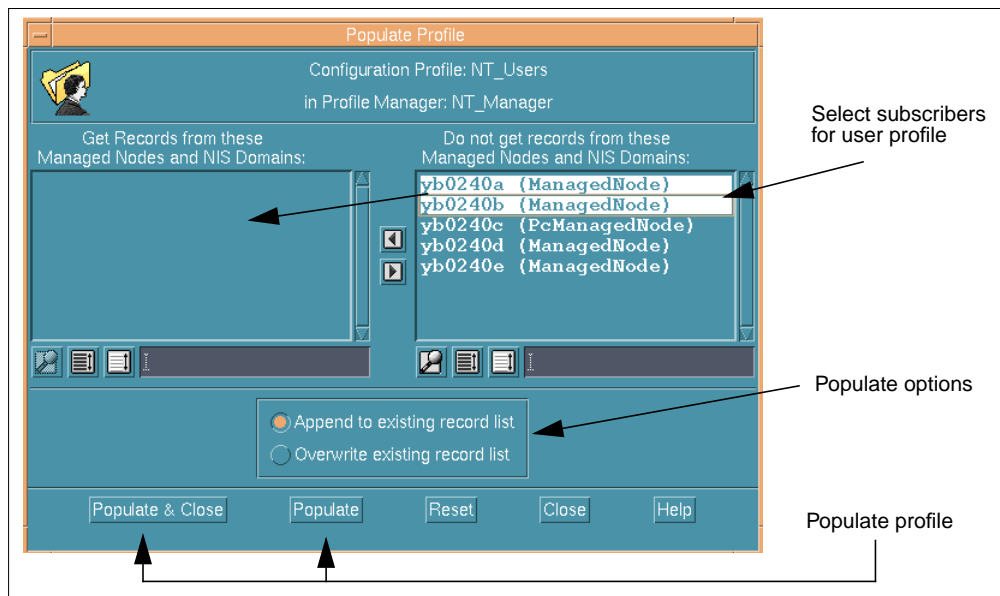 Populate Profile
Configuration Profile: NT_Users
in Profile Manager: NT_Manager
Get Records from these
Managed Nodes and NIS Domains:
Do not get records from these
Managed Nodes and NIS Domains:
yb0240a (ManagedNode)
yb0240b (ManagedNode)
yb0240c (PcManagedNode)
yb0240d (ManagedNode)
yb0240e (ManagedNode)
Select subscribers
for user profile
Append to existing record list
Overwrite existing record list
Populate options
Populate & Close
Populate
Reset
Close
Help
Populate profile